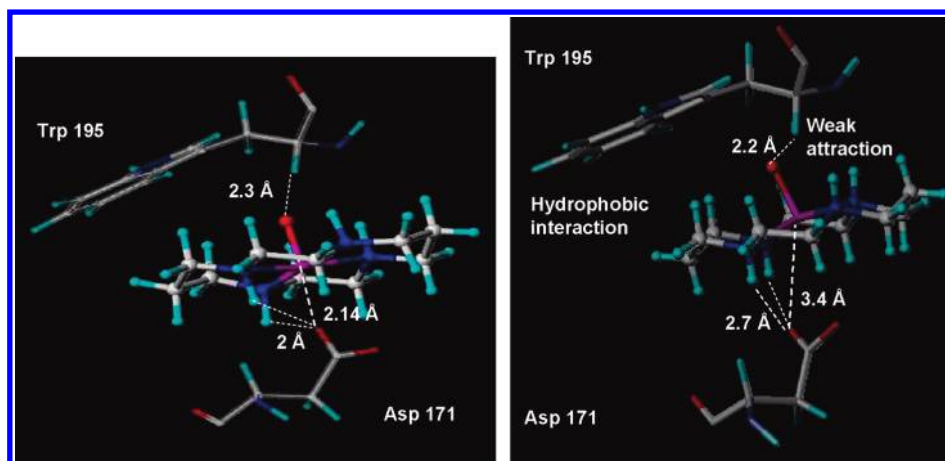 Trp 195
2.3 Å
2.14 Å
2 Å
Asp 171
Trp 195
Weak
attraction
2.2 Å
Hydrophobic
interaction
3.4 Å
2.7 Å
Asp 171